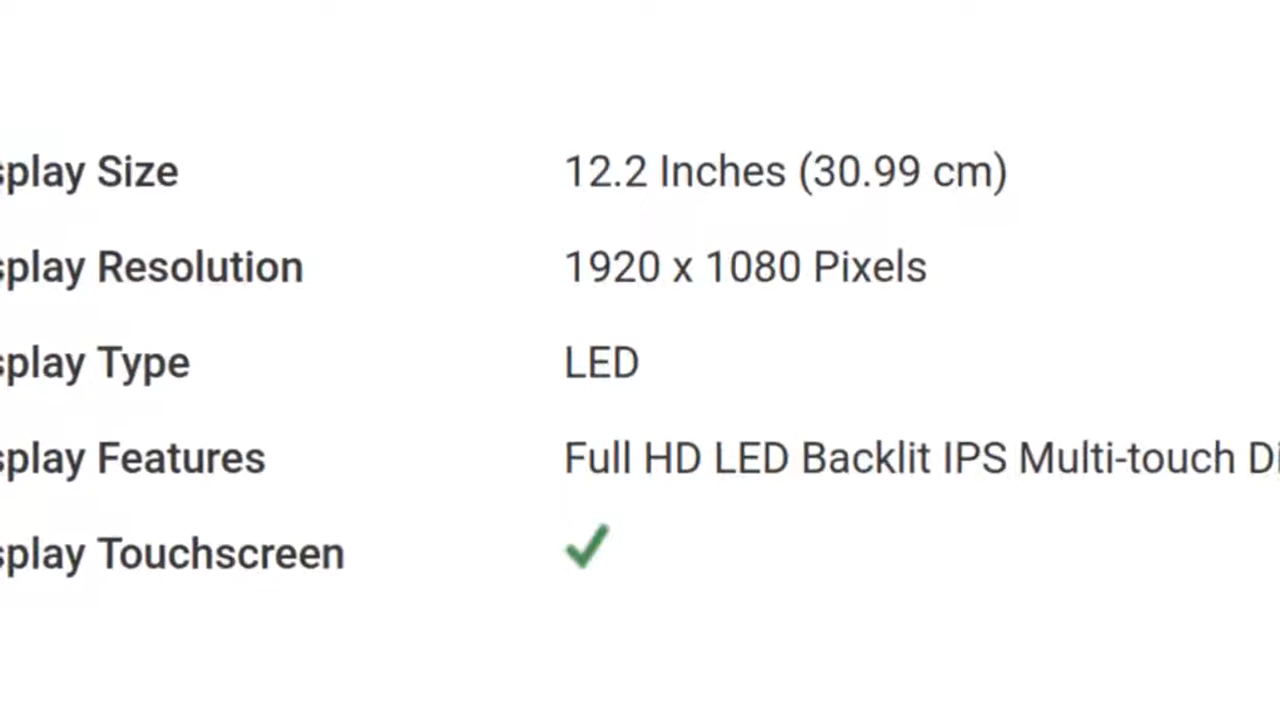 splay Size 12.2 Inches (30.99 cm)
splay Resolution 1920 x 1080 Pixels
splay Type LED
splay Features Full HD LED Backlit IPS Multi-touch Di
splay Touchscreen